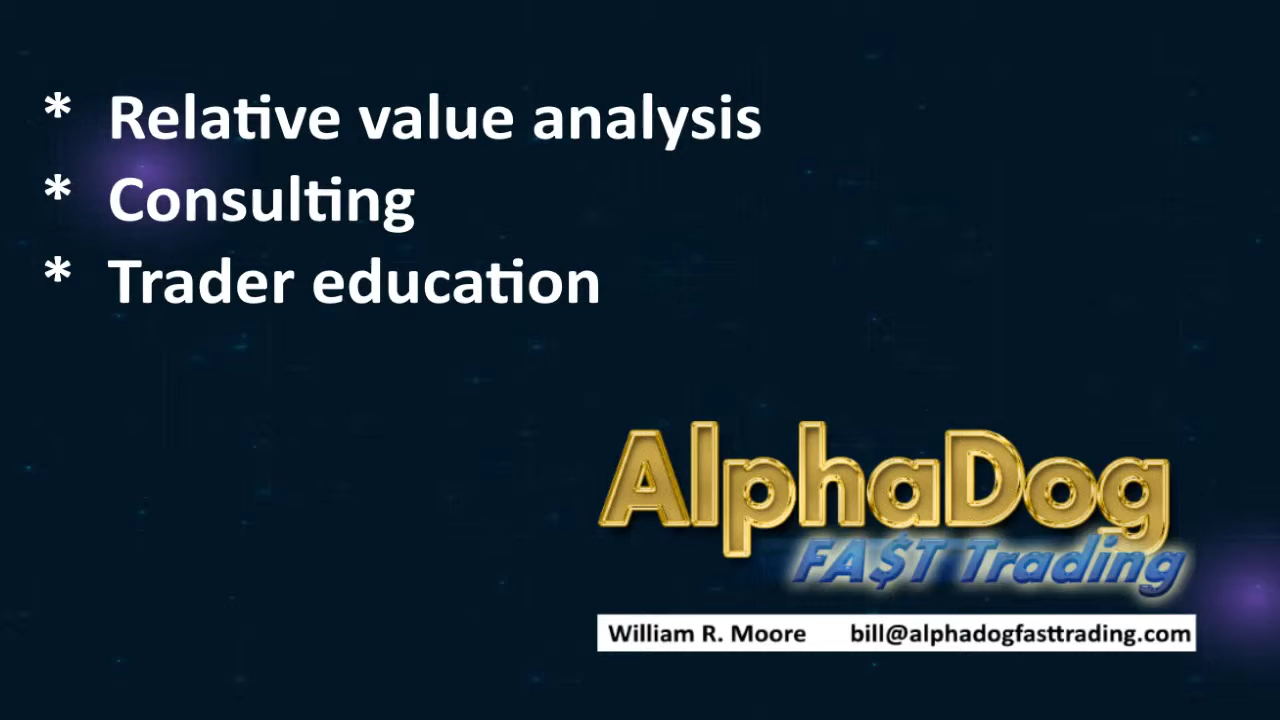 * Relative value analysis
* Consulting
* Trader education
AlphaDog
FA$T Trading
William R. Moore bill@alphadogfasttrading.com